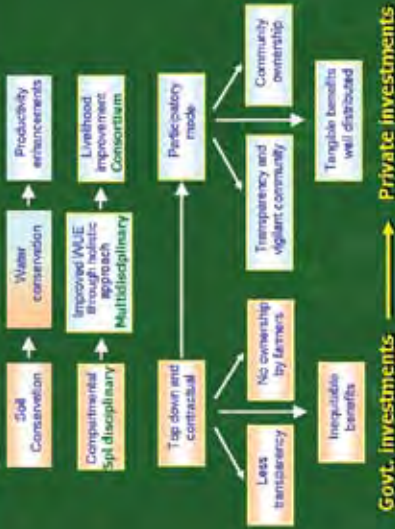 Soil
Conservation
Water
conservation
Productivity
enhancements
Compartmental
Spl disciplinary
Improved WUE
through holistic
approach
Multidisciplinary
Livelihood
improvement
Consortium
Top down and
contractual
Participatory
mode
Less
transparency
No ownership
by farmers
Transparency and
vigilant community
Community
ownership
Inequitable
benefits
Tangible benefits
well distributed
Govt. investments
Private investments